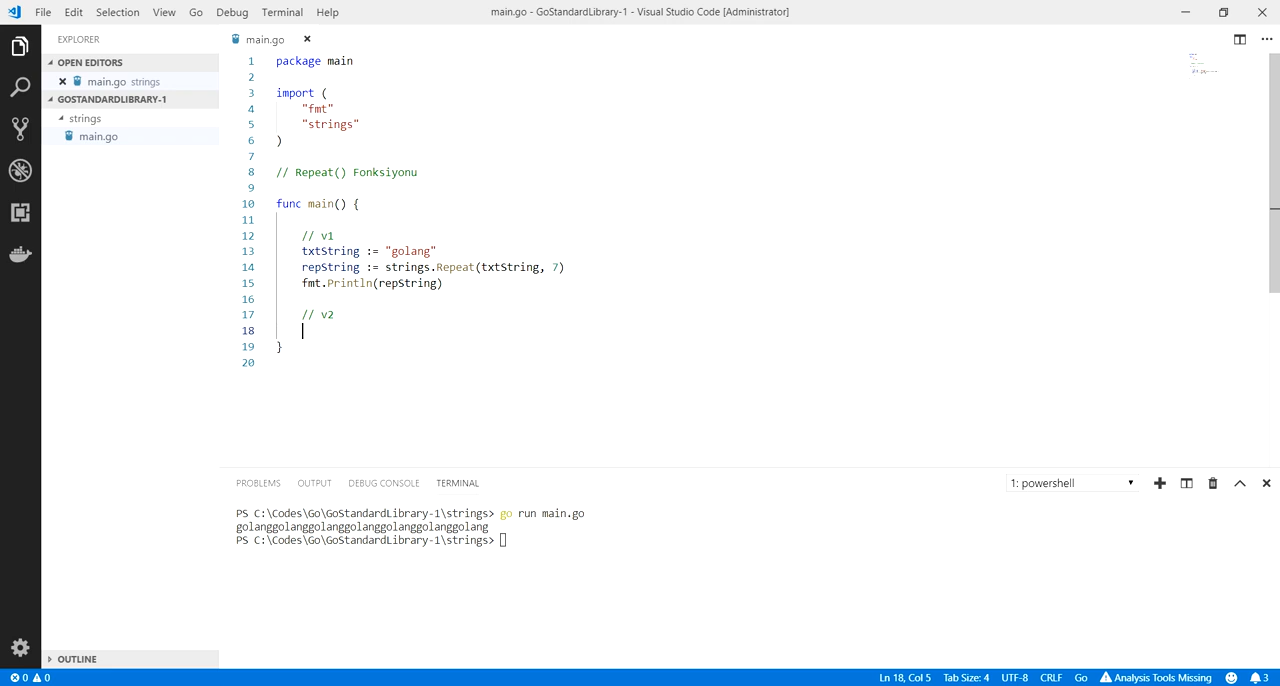 File Edit Selection View Go Debug Terminal Help main.go - GoStandardLibrary-1 - Visual Studio Code [Administrator]
EXPLORER
OPEN EDITORS
main.go strings
GOSTANDARDLIBRARY-1
strings
main.go
OUTLINE
main.go
1 package main
2
3 import (
4 "fmt"
5 "strings"
6 )
7
8 // Repeat() Fonksiyonu
9
10 func main() {
11
12 // v1
13 txtString := "golang"
14 repString := strings.Repeat(txtString, 7)
15 fmt.Println(repString)
16
17 // v2
18
19 }
20
PROBLEMS OUTPUT DEBUG CONSOLE TERMINAL 1: powershell
PS C:\Codes\Go\GoStandardLibrary-1\strings> go run main.go
golanggolanggolanggolanggolanggolanggolang
PS C:\Codes\Go\GoStandardLibrary-1\strings>
0 0 Ln 18, Col 5 Tab Size: 4 UTF-8 CRLF Go Analysis Tools Missing 3